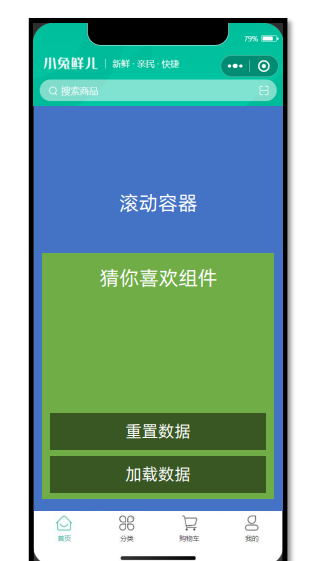 79%
小兔鲜儿 | 新鲜 · 亲民 · 快捷
搜索商品
滚动容器
猜你喜欢组件
重置数据
加载数据
首页 分类 购物车 我的